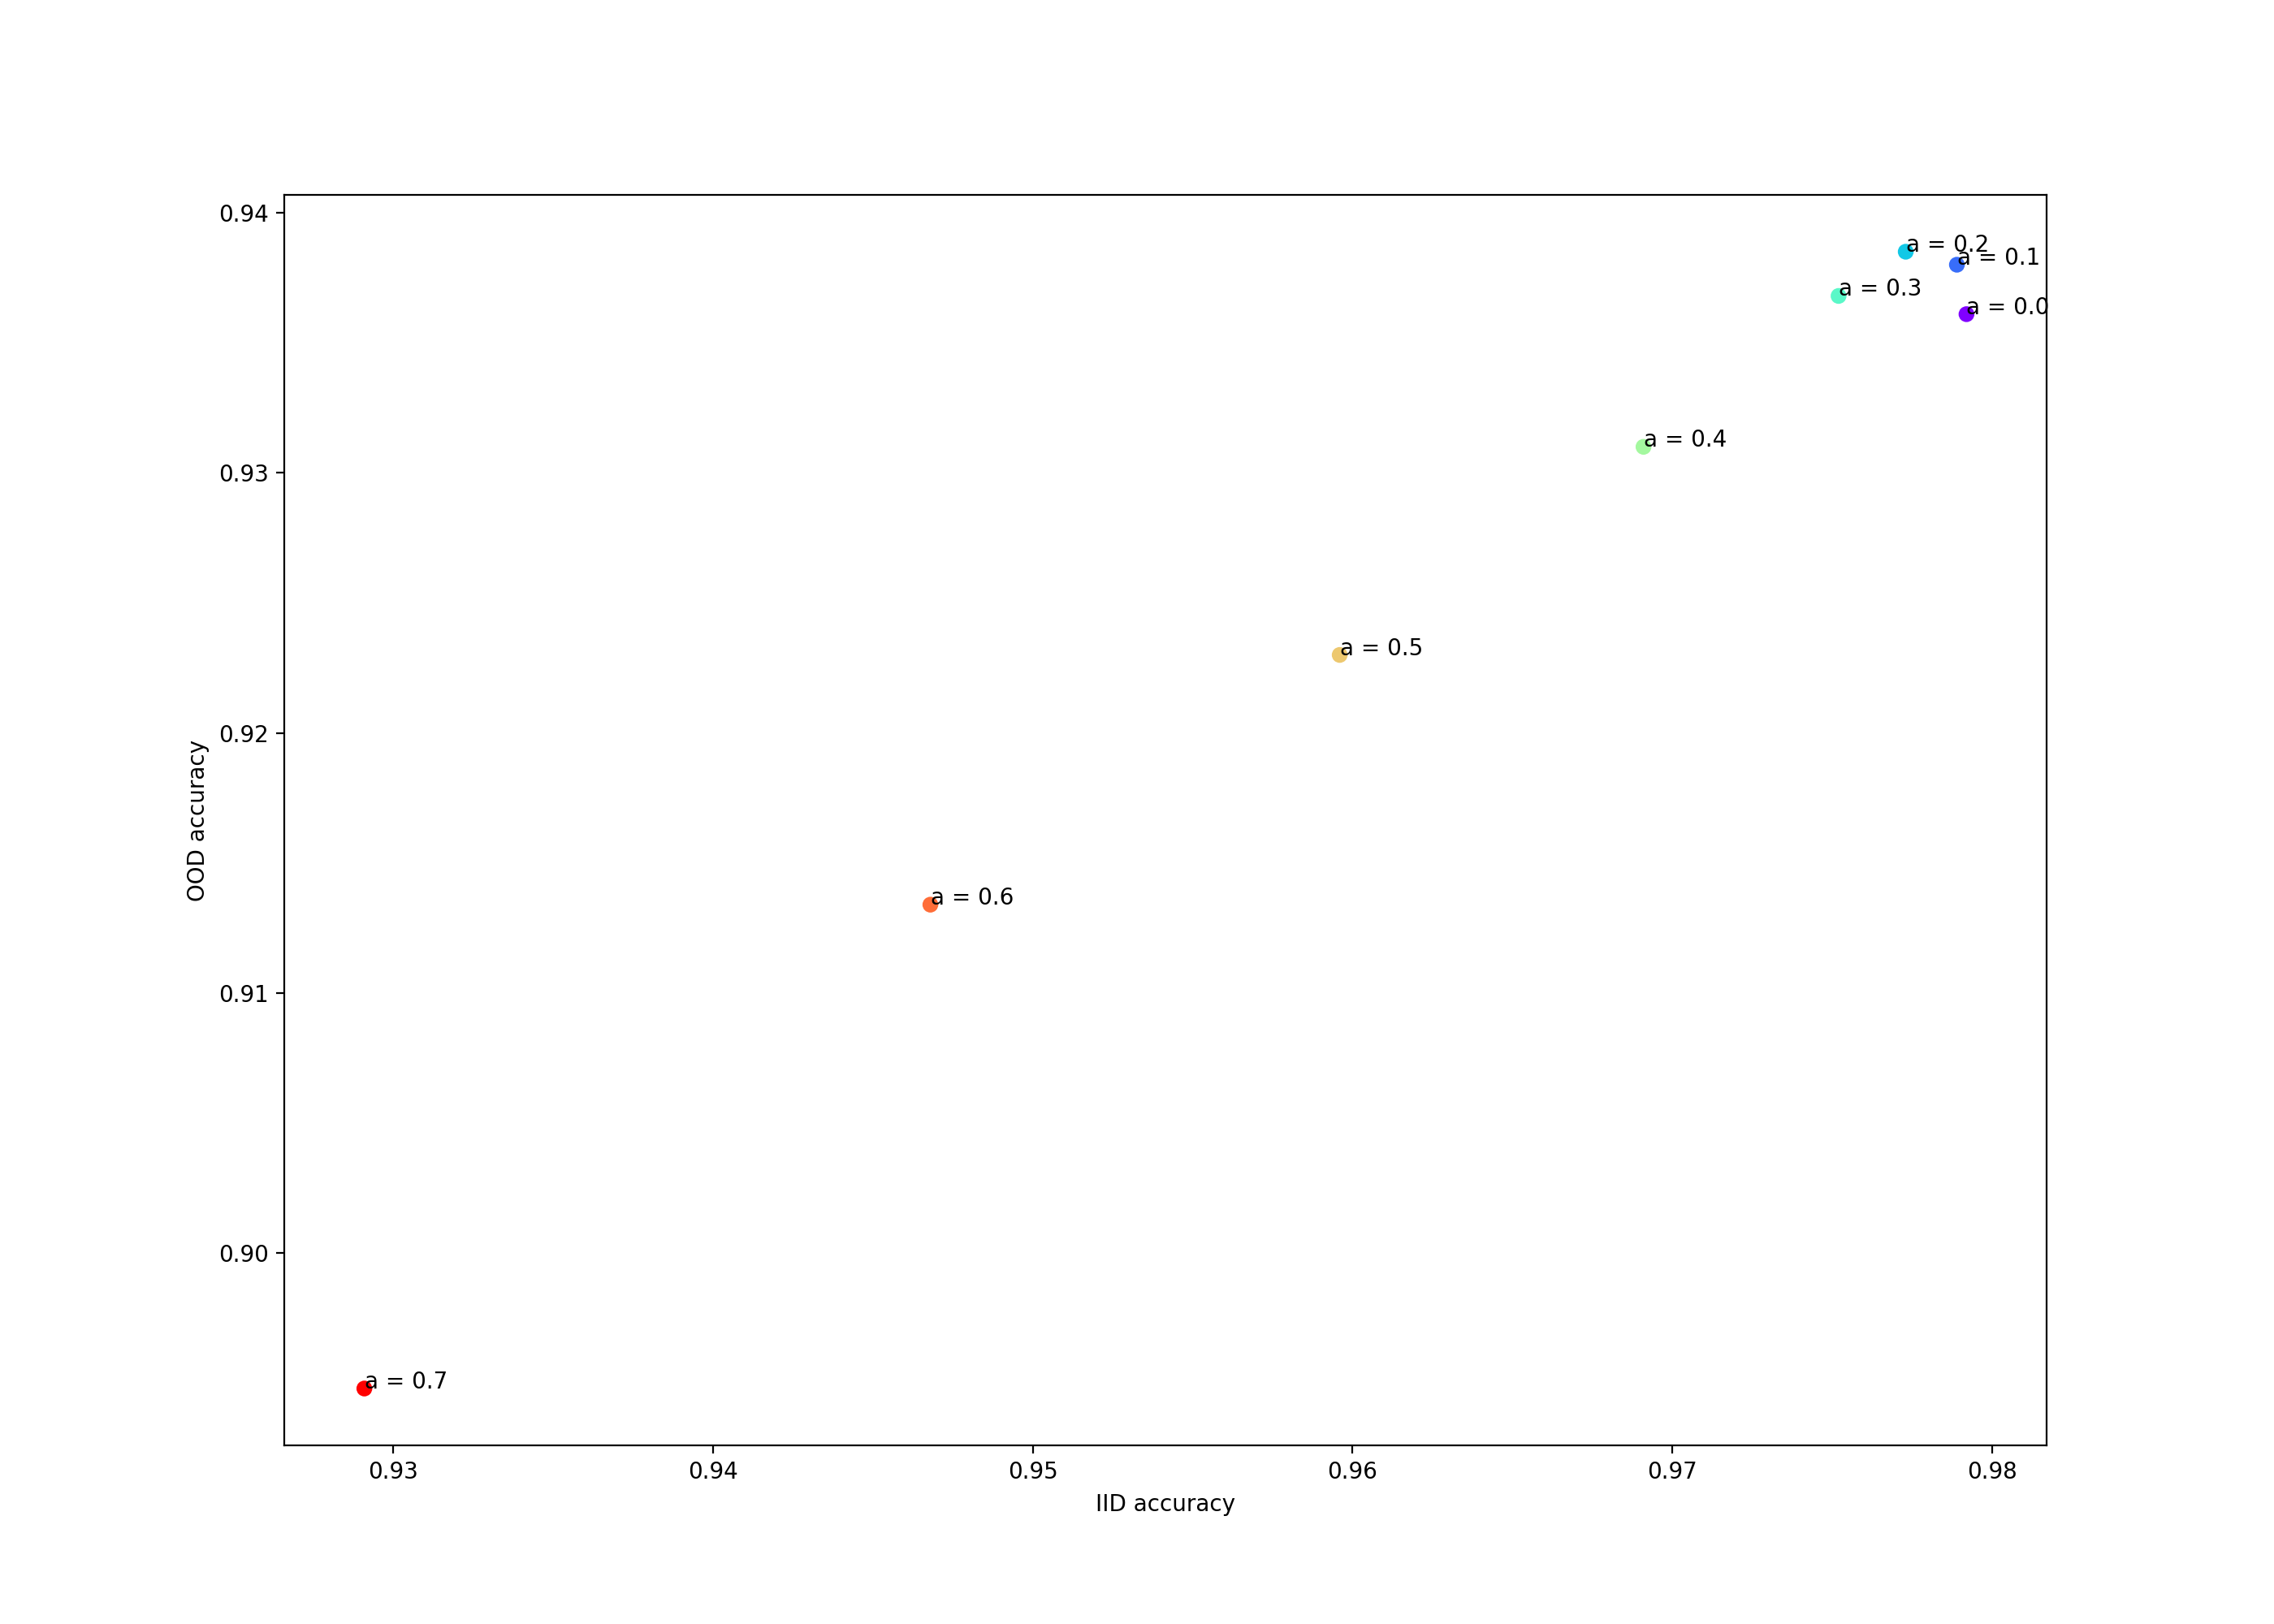 0.94
0.93
0.92
0.91
0.90
OOD accuracy
a = 0.2
a = 0.1
a = 0.3
a = 0.0
a = 0.4
a = 0.5
a = 0.6
a = 0.7
0.93 0.94 0.95 0.96 0.97 0.98
IID accuracy